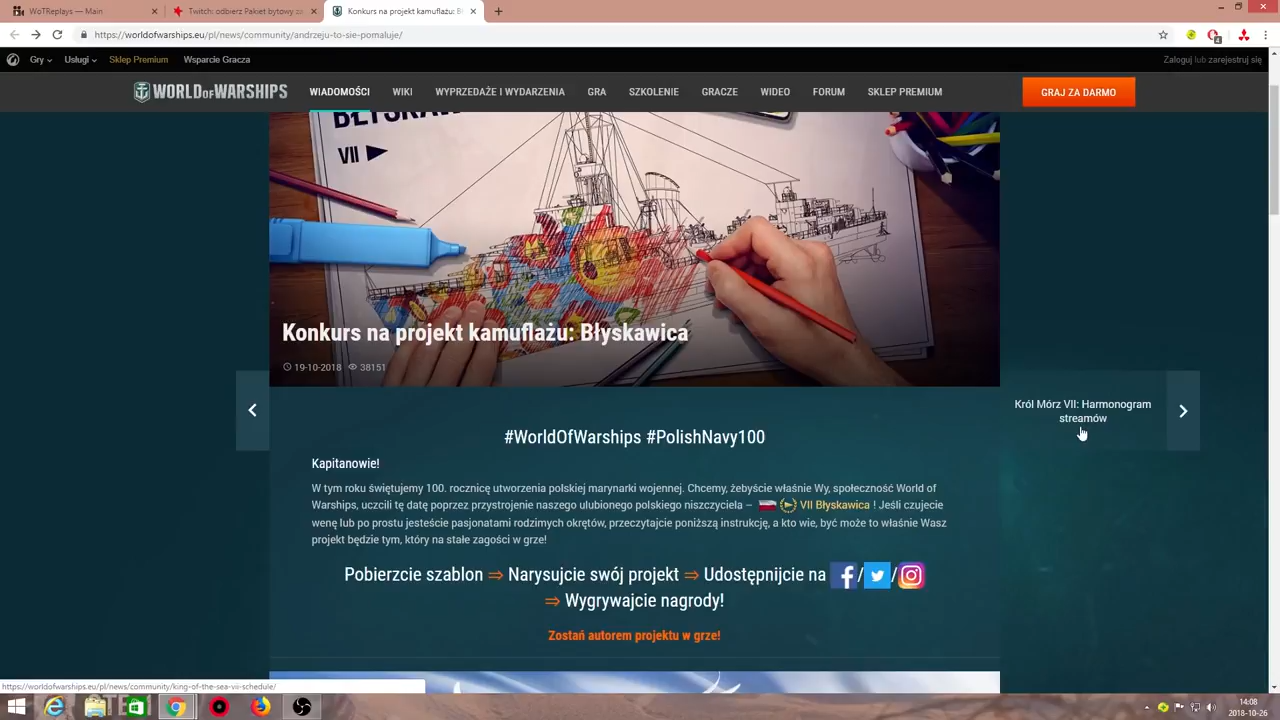 WoTReplays — Main
Twitch: odbierz Pakiet bytowy za
Konkurs na projekt kamuflażu: Bł
https://worldofwarships.eu/pl/news/community/andrzeju-to-sie-pomaluje/
Gry
Usługi
Sklep Premium
Wsparcie Gracza
Zaloguj lub zarejestruj się
WORLD OF WARSHIPS
WIADOMOŚCI
WIKI
WYPRZEDAŻE I WYDARZENIA
GRA
SZKOLENIE
GRACZE
WIDEO
FORUM
SKLEP PREMIUM
GRAJ ZA DARMO
VII
Konkurs na projekt kamuflażu: Błyskawica
19-10-2018 38151
Król Mórz VII: Harmonogram
streamów
#WorldOfWarships #PolishNavy100
Kapitanowie!
W tym roku świętujemy 100. rocznicę utworzenia polskiej marynarki wojennej. Chcemy, żebyście właśnie Wy, społeczność World of
Warships, uczcili tę datę poprzez przystrojenie naszego ulubionego polskiego niszczyciela – VII Błyskawica ! Jeśli czujecie
wenę lub po prostu jesteście pasjonatami rodzimych okrętów, przeczytajcie poniższą instrukcję, a kto wie, być może to właśnie Wasz
projekt będzie tym, który na stałe zagości w grze!
Pobierzcie szablon ⇒ Narysujcie swój projekt ⇒ Udostępnijcie na / /
⇒ Wygrywajcie nagrody!
Zostań autorem projektu w grze!
https://worldofwarships.eu/pl/news/community/king-of-the-sea-vii-schedule/
14:08
2018-10-26